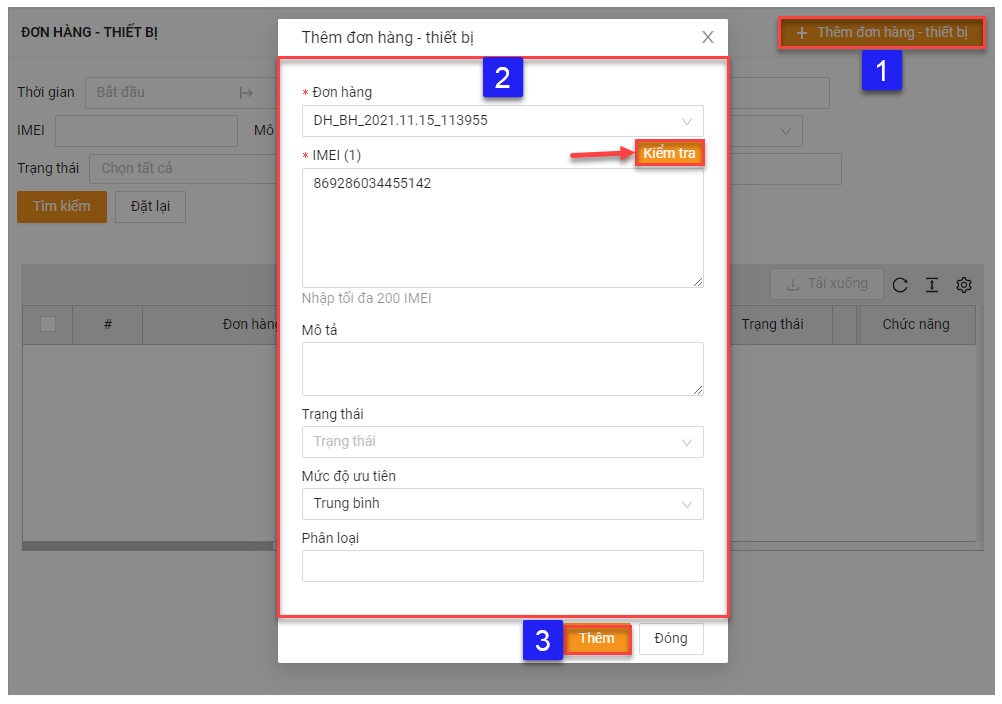 ĐƠN HÀNG - THIẾT BỊ
Thêm đơn hàng - thiết bị
X
+ Thêm đơn hàng - thiết bị
1
2
Thời gian
Bắt đầu
* Đơn hàng
DH_BH_2021.11.15_113955
IMEI
Mô
* IMEI (1)
Kiểm tra
869286034455142
Trạng thái
Chọn tất cả
Tìm kiếm
Đặt lại
Nhập tối đa 200 IMEI
Tải xuống
#
Đơn hàng
Trạng thái
Chức năng
Mô tả
Trạng thái
Trạng thái
Mức độ ưu tiên
Trung bình
Phân loại
3
Thêm
Đóng